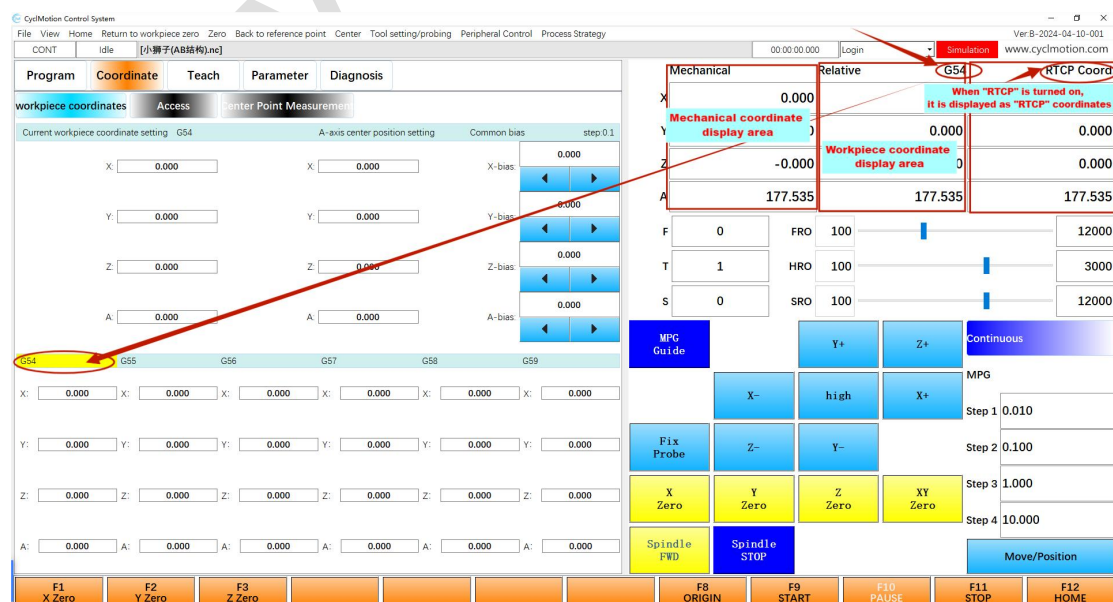 CyclMotion Control System
File View Home Return to workpiece zero Zero Back to reference point Center Tool setting/probing Peripheral Control Process Strategy Ver:B-2024-04-10-001
CONT Idle [小狮子(AB结构).nc] 00:00:00.000 Login Simulation www.cyclmotion.com
Program Coordinate Teach Parameter Diagnosis
workpiece coordinates Access Center Point Measurement
Current workpiece coordinate setting G54 A-axis center position setting Common bias step:0.1
X: 0.000 X: 0.000 X-bias: 0.000
Y: 0.000 Y: 0.000 Y-bias: 0.000
Z: 0.000 Z: 0.000 Z-bias: 0.000
A: 0.000 A: 0.000 A-bias: 0.000
G54 G55 G56 G57 G58 G59
X: 0.000 X: 0.000 X: 0.000 X: 0.000 X: 0.000 X: 0.000
Y: 0.000 Y: 0.000 Y: 0.000 Y: 0.000 Y: 0.000 Y: 0.000
Z: 0.000 Z: 0.000 Z: 0.000 Z: 0.000 Z: 0.000 Z: 0.000
A: 0.000 A: 0.000 A: 0.000 A: 0.000 A: 0.000 A: 0.000
Mechanical Relative G54 RTCP Coord
When "RTCP" is turned on,
it is displayed as "RTCP" coordinates
X 0.000
Mechanical coordinate
display area
Y 0.000 0.000
Workpiece coordinate
display area
Z -0.000 0.000
A 177.535 177.535 177.535
F 0 FRO 100 12000
T 1 HRO 100 3000
S 0 SRO 100 12000
MPG
Guide
Y+ Z+ Continuous
MPG
X- high X+ Step 1 0.010
Fix
Probe
Z- Y- Step 2 0.100
X
Zero
Y
Zero
Z
Zero
XY
Zero
Step 3 1.000
Step 4 10.000
Spindle
FWD
Spindle
STOP
Move/Position
F1
X Zero
F2
Y Zero
F3
Z Zero
F8
ORIGIN
F9
START
F10
PAUSE
F11
STOP
F12
HOME